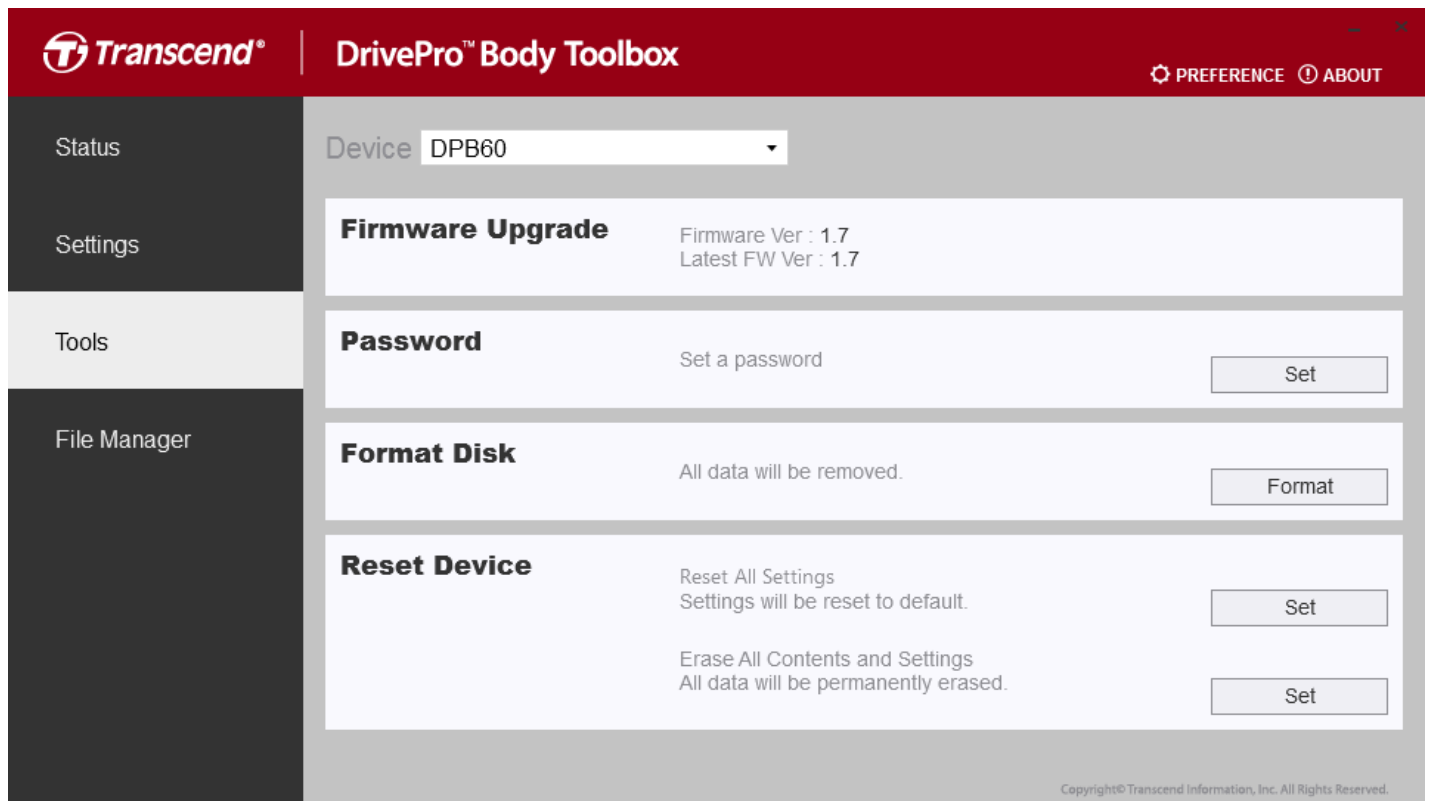 Transcend®
DrivePro™ Body Toolbox
PREFERENCE ABOUT
Status
Settings
Tools
File Manager
Device DPB60
Firmware Upgrade
Firmware Ver : 1.7
Latest FW Ver : 1.7
Password
Set a password
Set
Format Disk
All data will be removed.
Format
Reset Device
Reset All Settings
Settings will be reset to default.
Set
Erase All Contents and Settings
All data will be permanently erased.
Set
Copyright© Transcend Information, Inc. All Rights Reserved.